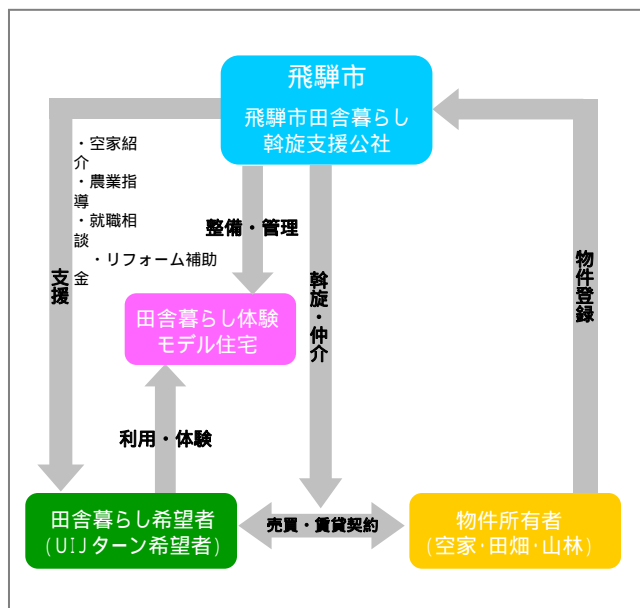 飛騨市
飛騨市田舎暮らし
斡旋支援公社
・空家紹
介
・農業指
導
・就職相
談
・リフォーム補助
金
支援
整備・管理
斡旋・仲介
物件登録
田舎暮らし体験
モデル住宅
利用・体験
田舎暮らし希望者
(UIJターン希望者)
売買・賃貸契約
物件所有者
(空家・田畑・山林)